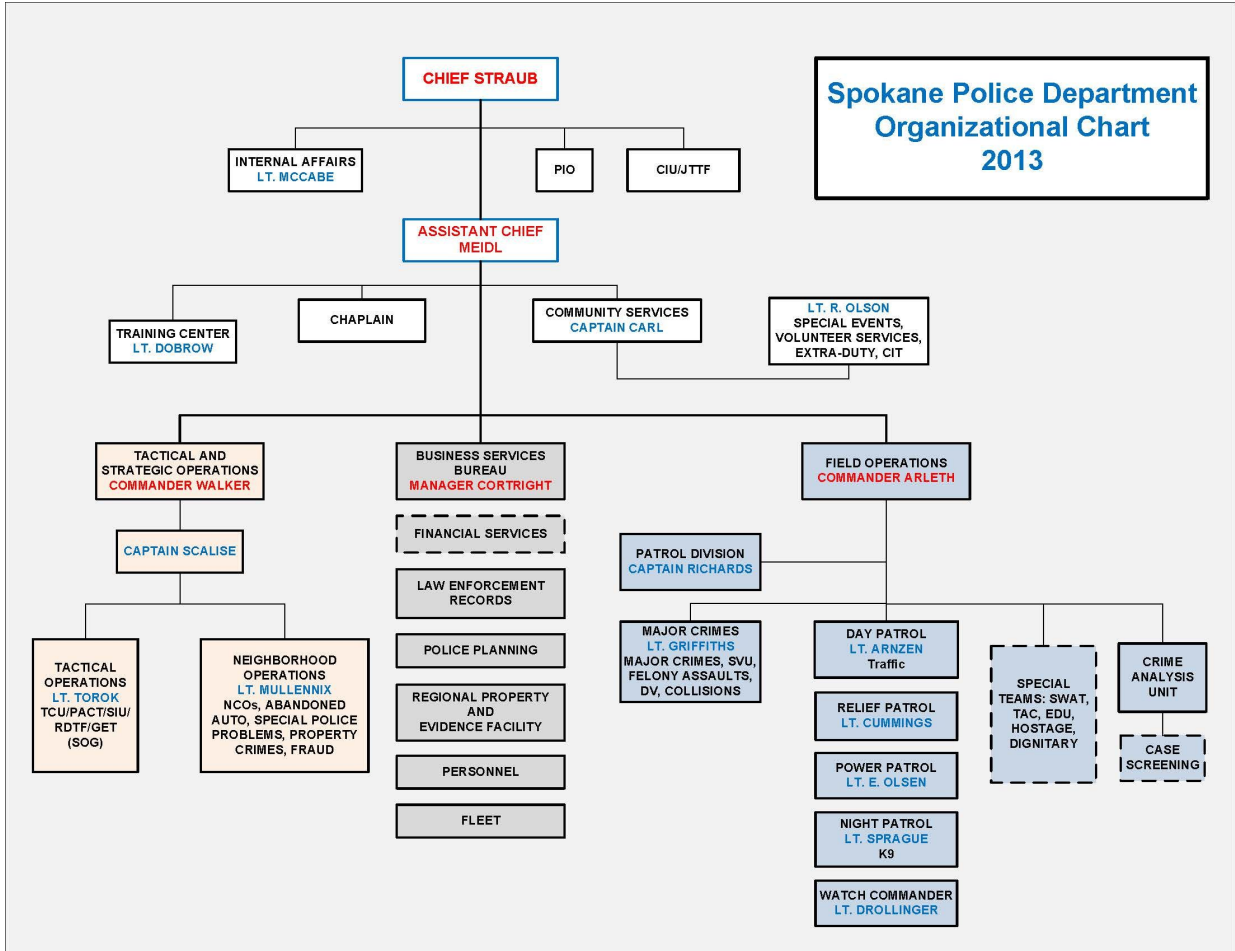 CHIEF STRAUB
Spokane Police Department
Organizational Chart
2013
INTERNAL AFFAIRS
LT. MCCABE
PIO
CIU/JTTF
ASSISTANT CHIEF
MEIDL
TRAINING CENTER
LT. DOBROW
CHAPLAIN
COMMUNITY SERVICES
CAPTAIN CARL
LT. R. OLSON
SPECIAL EVENTS,
VOLUNTEER SERVICES,
EXTRA-DUTY, CIT
TACTICAL AND
STRATEGIC OPERATIONS
COMMANDER WALKER
CAPTAIN SCALISE
TACTICAL
OPERATIONS
LT. TOROK
TCU/PACT/SIU/
RDTF/GET
(SOG)
NEIGHBORHOOD
OPERATIONS
LT. MULLENNIX
NCOs, ABANDONED
AUTO, SPECIAL POLICE
PROBLEMS, PROPERTY
CRIMES, FRAUD
BUSINESS SERVICES
BUREAU
MANAGER CORTRIGHT
FINANCIAL SERVICES
LAW ENFORCEMENT
RECORDS
POLICE PLANNING
REGIONAL PROPERTY
AND
EVIDENCE FACILITY
PERSONNEL
FLEET
FIELD OPERATIONS
COMMANDER ARLETH
PATROL DIVISION
CAPTAIN RICHARDS
MAJOR CRIMES
LT. GRIFFITHS
MAJOR CRIMES, SVU,
FELONY ASSAULTS,
DV, COLLISIONS
DAY PATROL
LT. ARNZEN
Traffic
RELIEF PATROL
LT. CUMMINGS
POWER PATROL
LT. E. OLSEN
NIGHT PATROL
LT. SPRAGUE
K9
WATCH COMMANDER
LT. DROLLINGER
SPECIAL
TEAMS: SWAT,
TAC, EDU,
HOSTAGE,
DIGNITARY
CRIME
ANALYSIS
UNIT
CASE
SCREENING